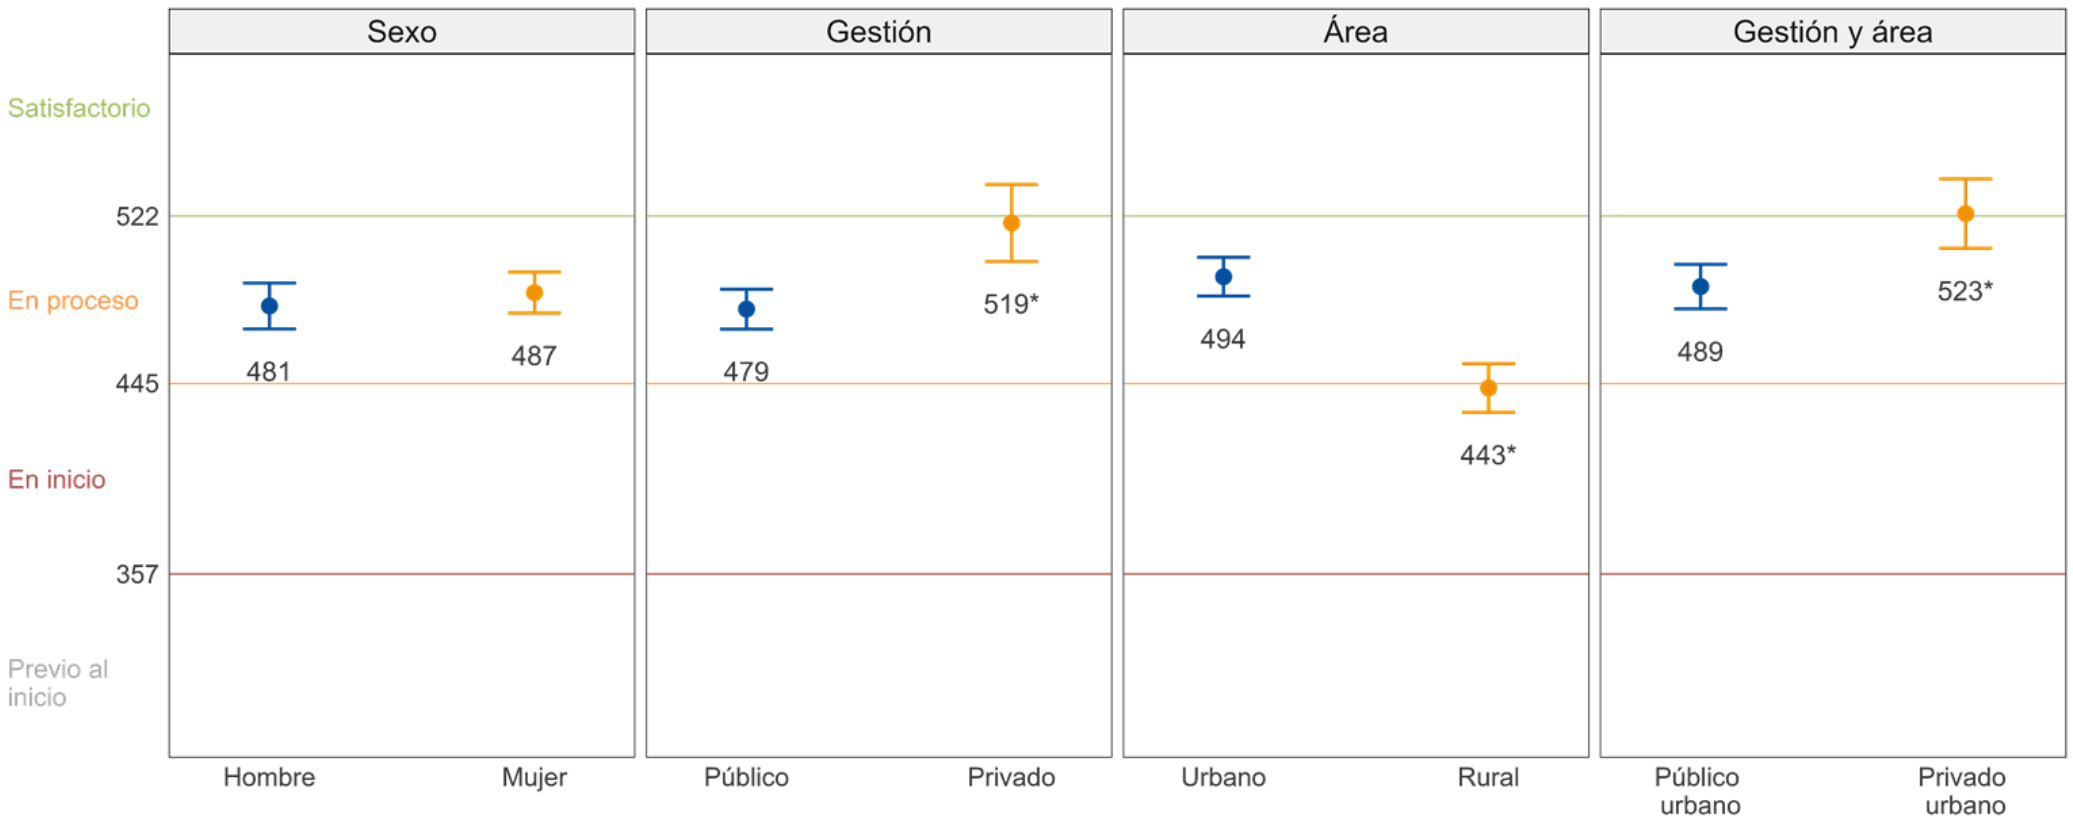 Sexo
Gestión
Área
Gestión y área
Satisfactorio
522
En proceso
445
En inicio
357
Previo al
inicio
481
487
479
519*
494
443*
489
523*
Hombre
Mujer
Público
Privado
Urbano
Rural
Público
urbano
Privado
urbano